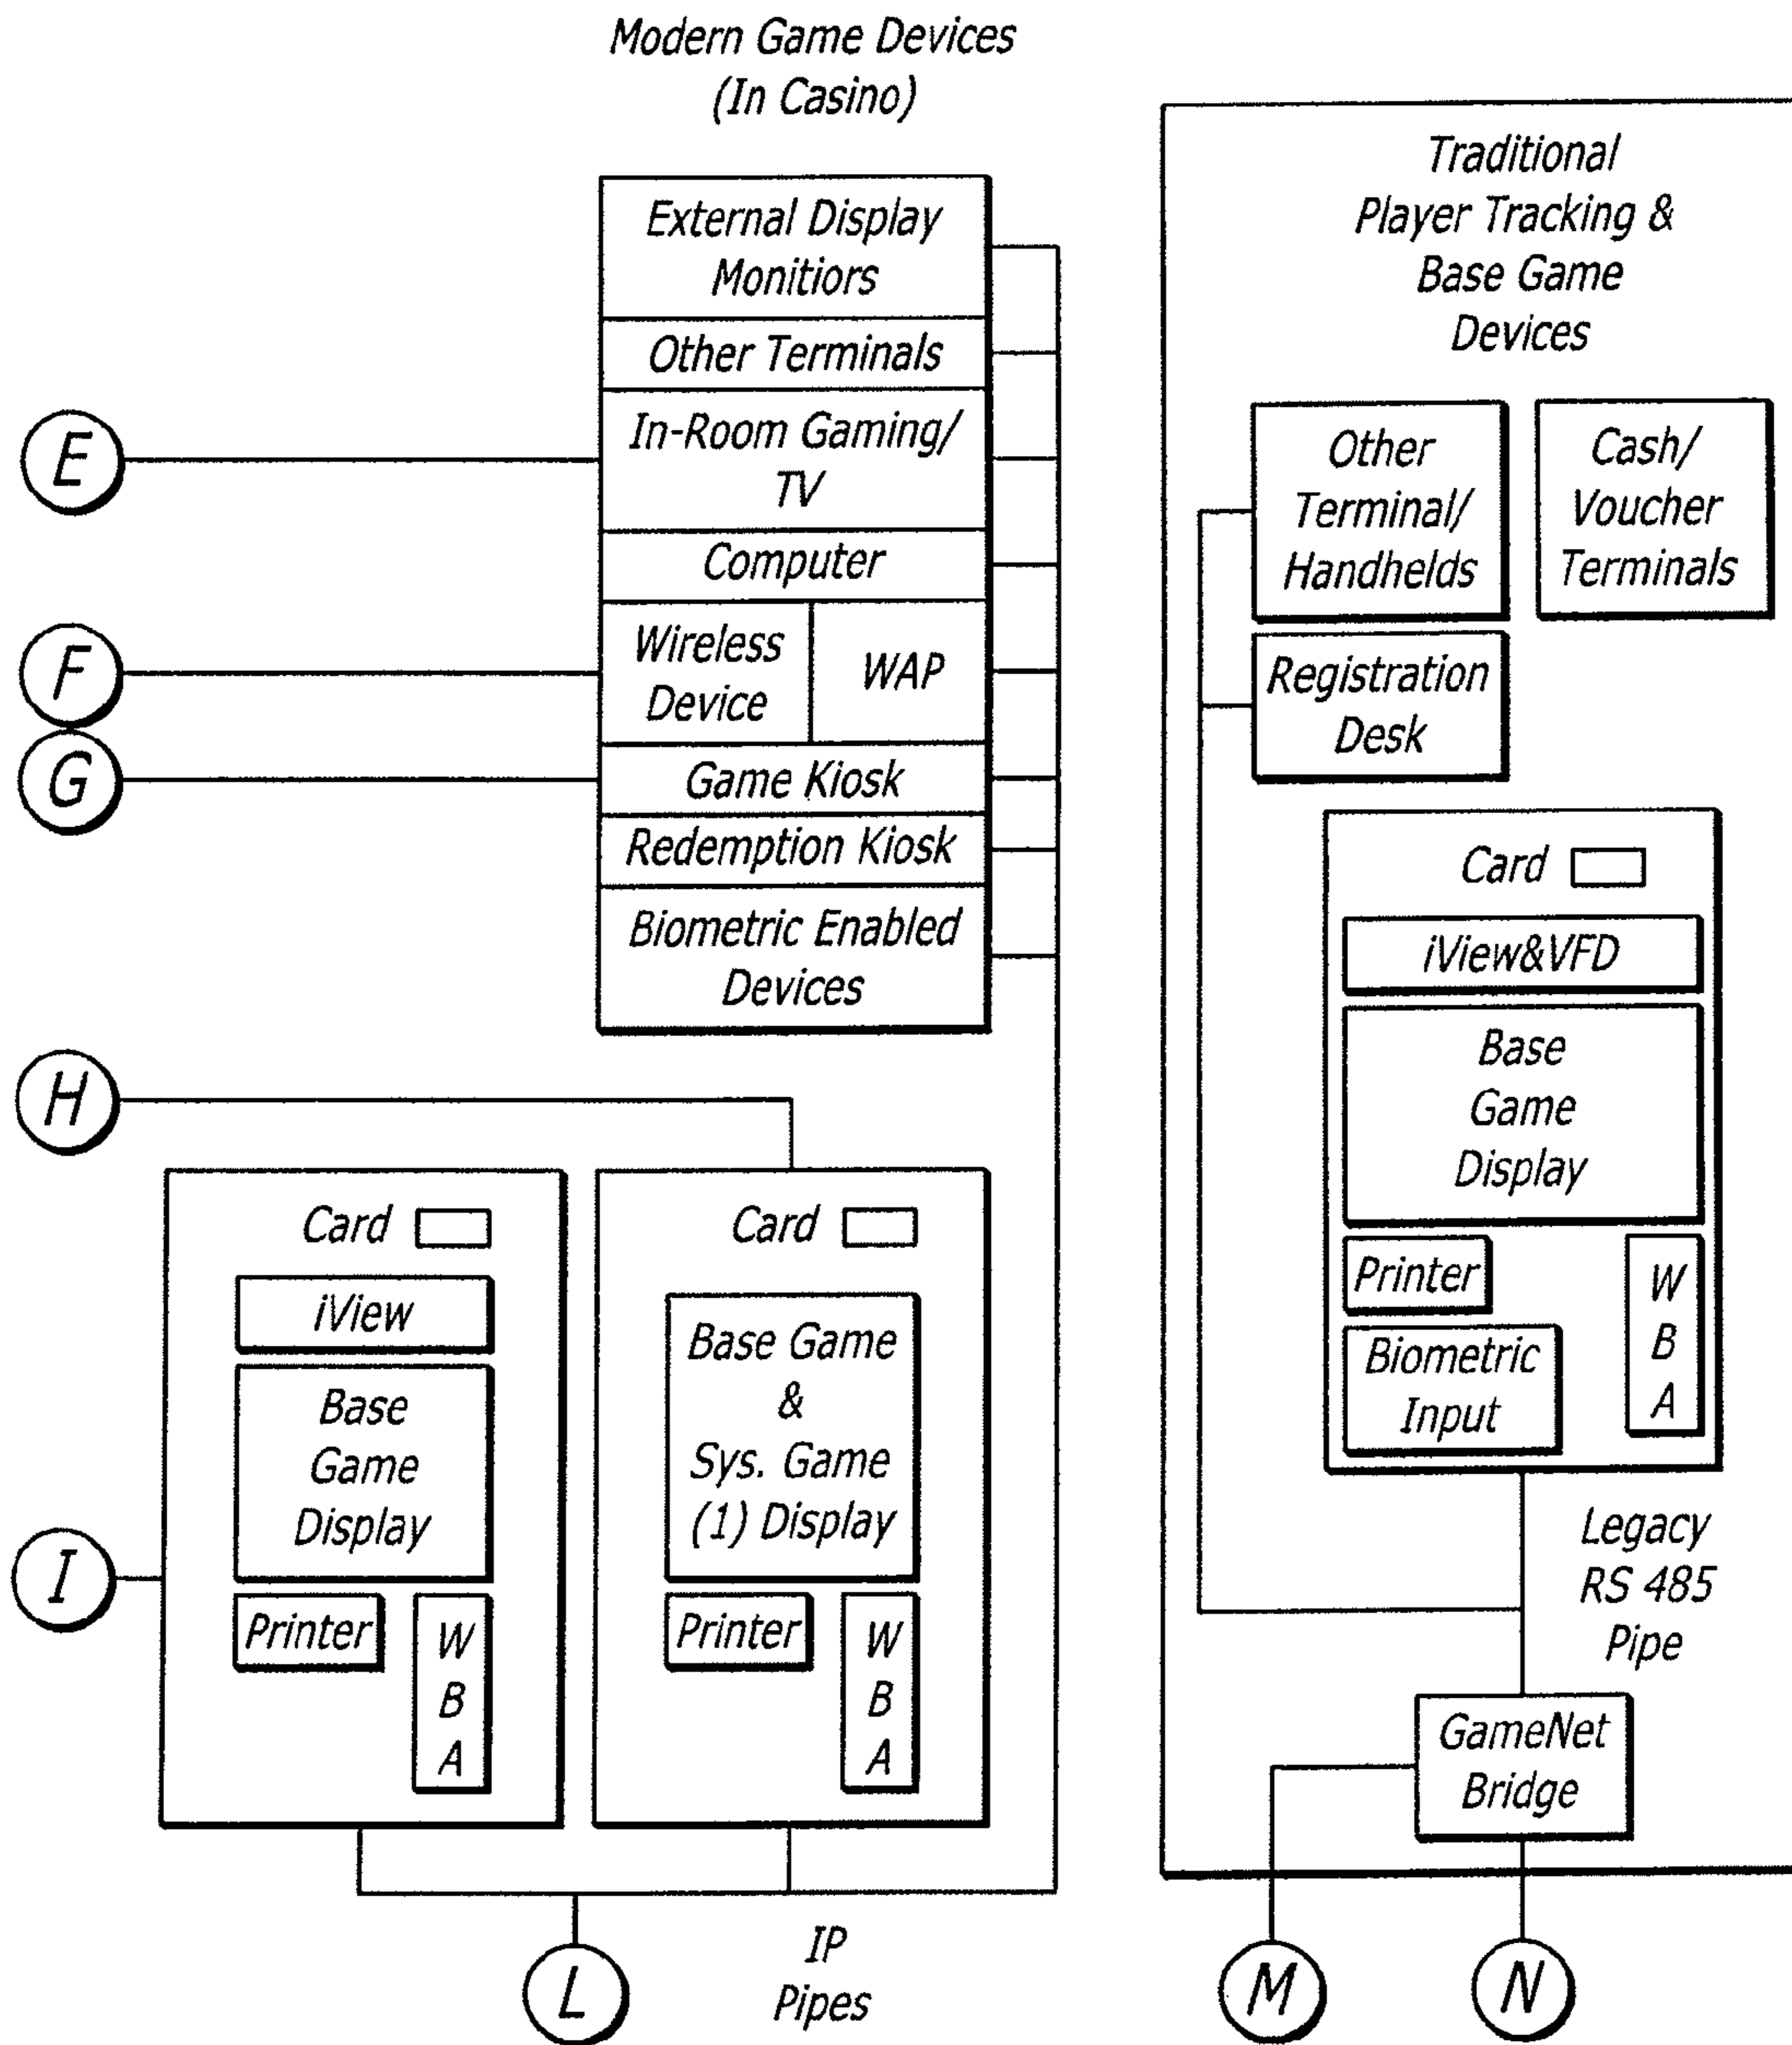 Modern Game Devices
(In Casino)
External Display
Monitiors
Other Terminals
In-Room Gaming/
TV
Computer
Wireless
Device
WAP
Game Kiosk
Redemption Kiosk
Biometric Enabled
Devices
E
F
G
H
I
Card
iView
Base
Game
Display
Printer
W
B
A
Card
Base Game
&
Sys. Game
(1) Display
Printer
W
B
A
L
IP
Pipes
Traditional
Player Tracking &
Base Game
Devices
Other
Terminal/
Handhelds
Cash/
Voucher
Terminals
Registration
Desk
Card
iView&VFD
Base
Game
Display
Printer
W
B
A
Biometric
Input
Legacy
RS 485
Pipe
GameNet
Bridge
M
N